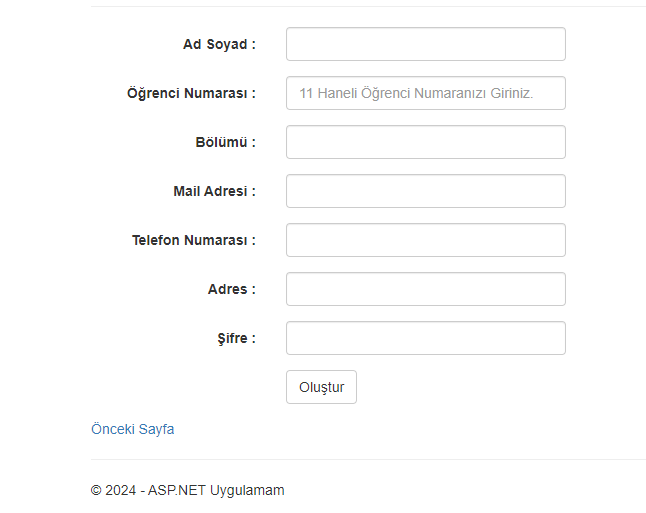 Ad Soyad :
Öğrenci Numarası : 11 Haneli Öğrenci Numaranızı Giriniz.
Bölümü :
Mail Adresi :
Telefon Numarası :
Adres :
Şifre :
Oluştur
Önceki Sayfa
© 2024 - ASP.NET Uygulamam